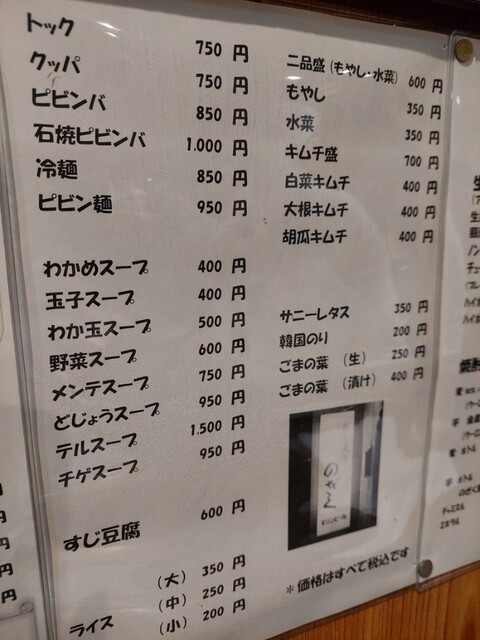 トック 750 円
クッパ 750 円
ピビンバ 850 円
石焼ピビンバ 1.000 円
冷麺 850 円
ピビン麺 950 円
わかめスープ 400 円
玉子スープ 400 円
わか玉スープ 500 円
野菜スープ 600 円
メンテスープ 750 円
どじょうスープ 950 円
テルスープ 1.500 円
チゲスープ 950 円
すじ豆腐 600 円
ライス (大) 350 円
(中) 250 円
(小) 200 円
二品盛 (もやし・水菜) 600 円
もやし 350 円
水菜 350 円
キムチ盛 700 円
白菜キムチ 400 円
大根キムチ 400 円
胡瓜キムチ 400 円
サニーレタス 350 円
韓国のり 200 円
ごまの葉 (生) 250 円
ごまの葉 (漬け) 400 円
*価格はすべて税込です